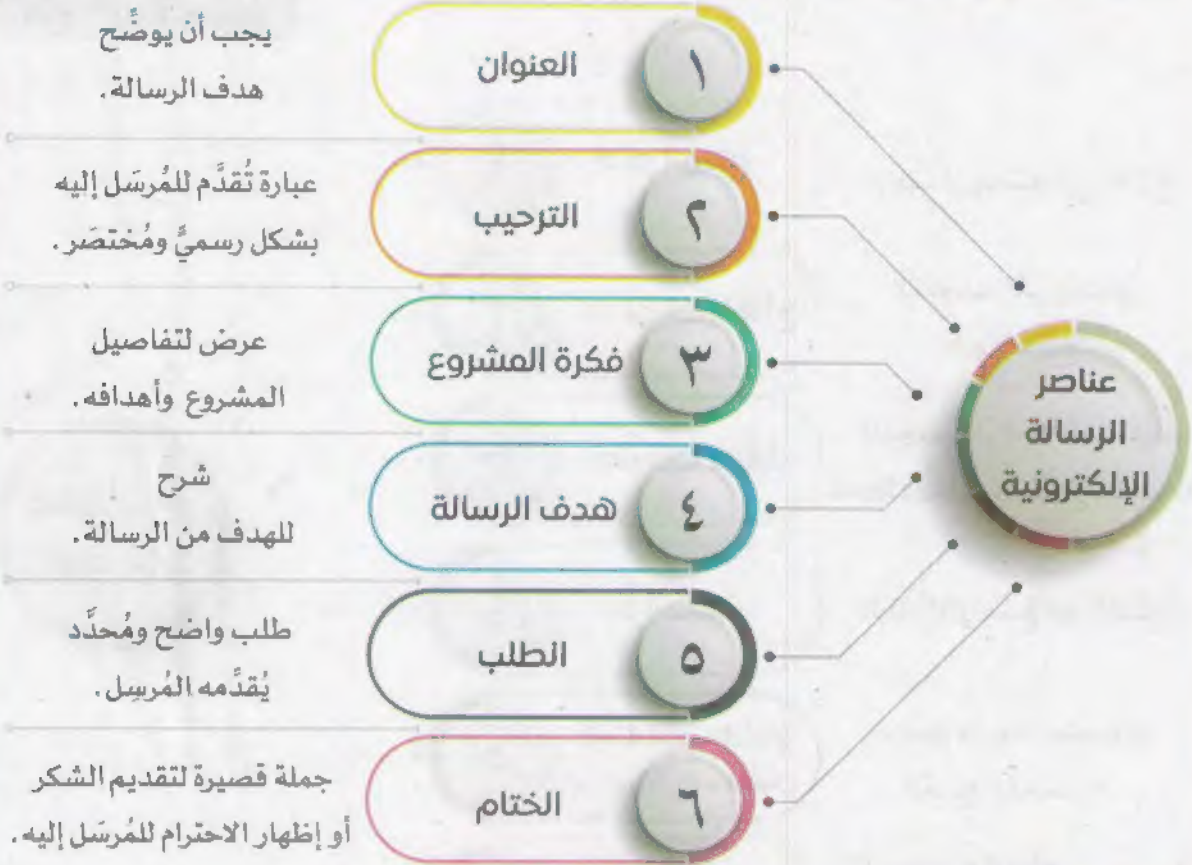 عناصر
الرسالة
الإلكترونية
١
العنوان
يجب أن يوضِّح
هدف الرسالة.
٢
الترحيب
عبارة تُقدَّم للمُرسَل إليه
بشكل رسميٍّ ومُختصَر.
٣
فكرة المشروع
عرض لتفاصيل
المشروع وأهدافه.
٤
هدف الرسالة
شرح
للهدف من الرسالة.
٥
الطلب
طلب واضح ومُحدَّد
يُقدَّمه المُرسِل.
٦
الختام
جملة قصيرة لتقديم الشكر
أو إظهار الاحترام للمُرسَل إليه.